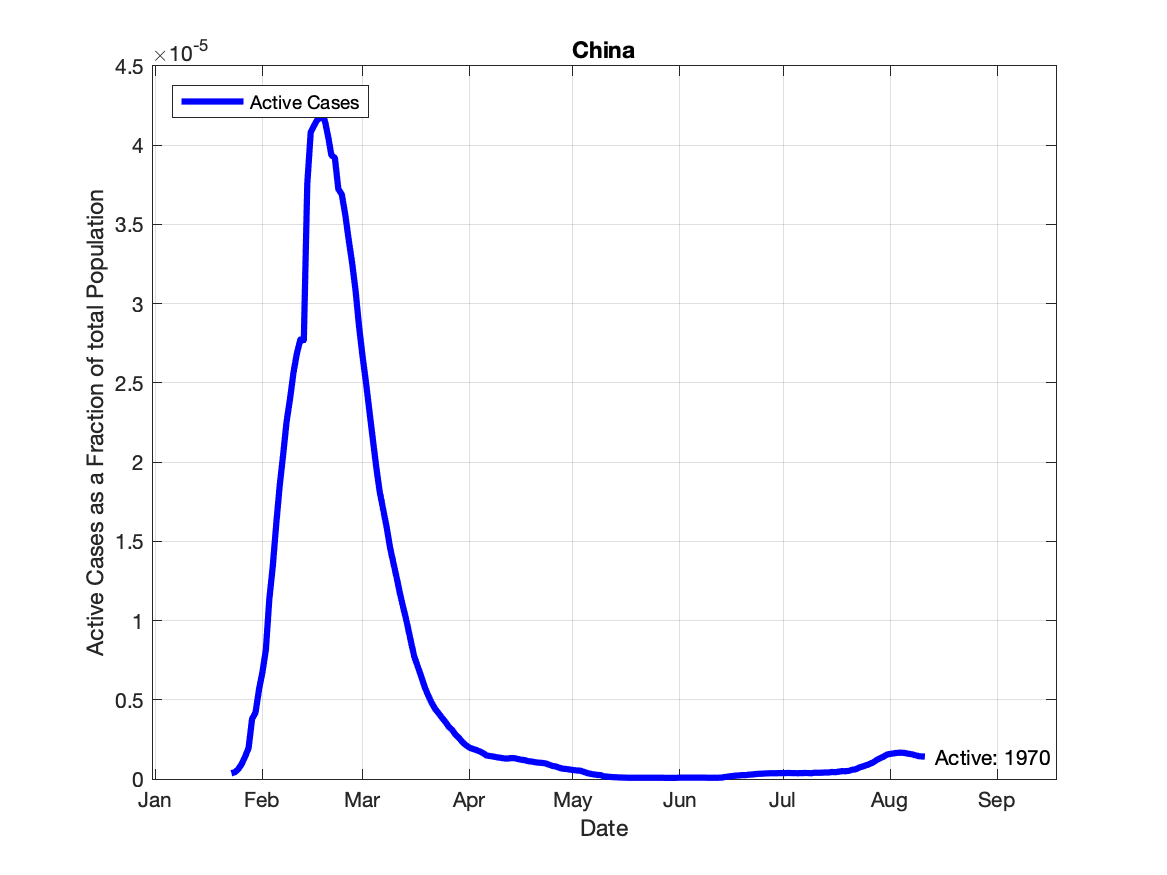 China
×10-5
4.5
4
3.5
3
2.5
2
1.5
1
0.5
0
Active Cases as a Fraction of total Population
Active Cases
Active: 1970
Jan Feb Mar Apr May Jun Jul Aug Sep
Date